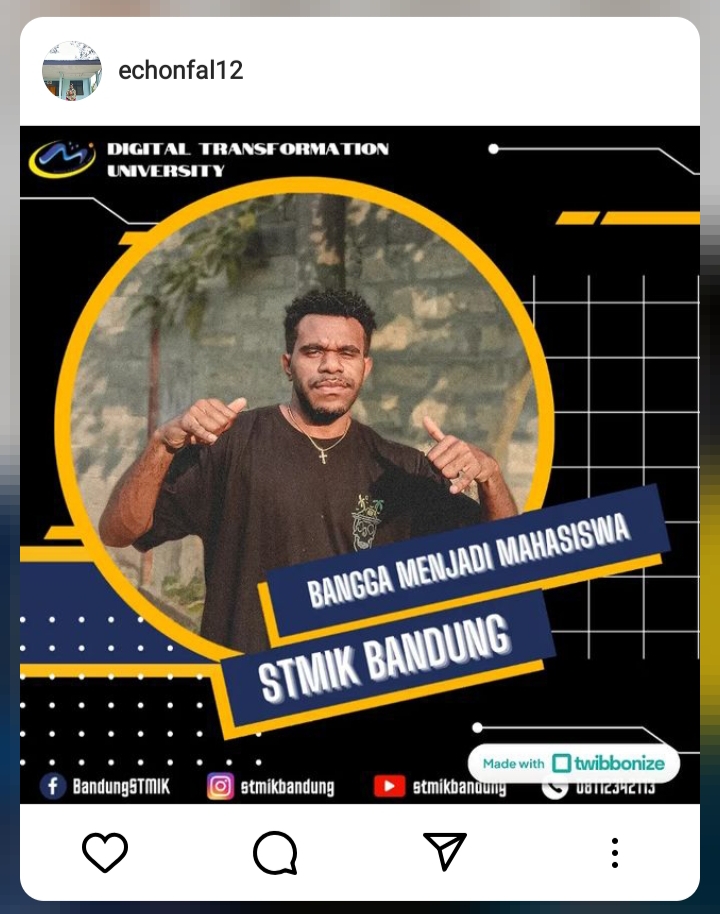 echonfal12
DIGITAL TRANSFORMATION
UNIVERSITY
BANGGA MENJADI MAHASISWA
STMIK BANDUNG
Made with twibbonize
BandungSTMIK
stmikbandung
stmikbandung